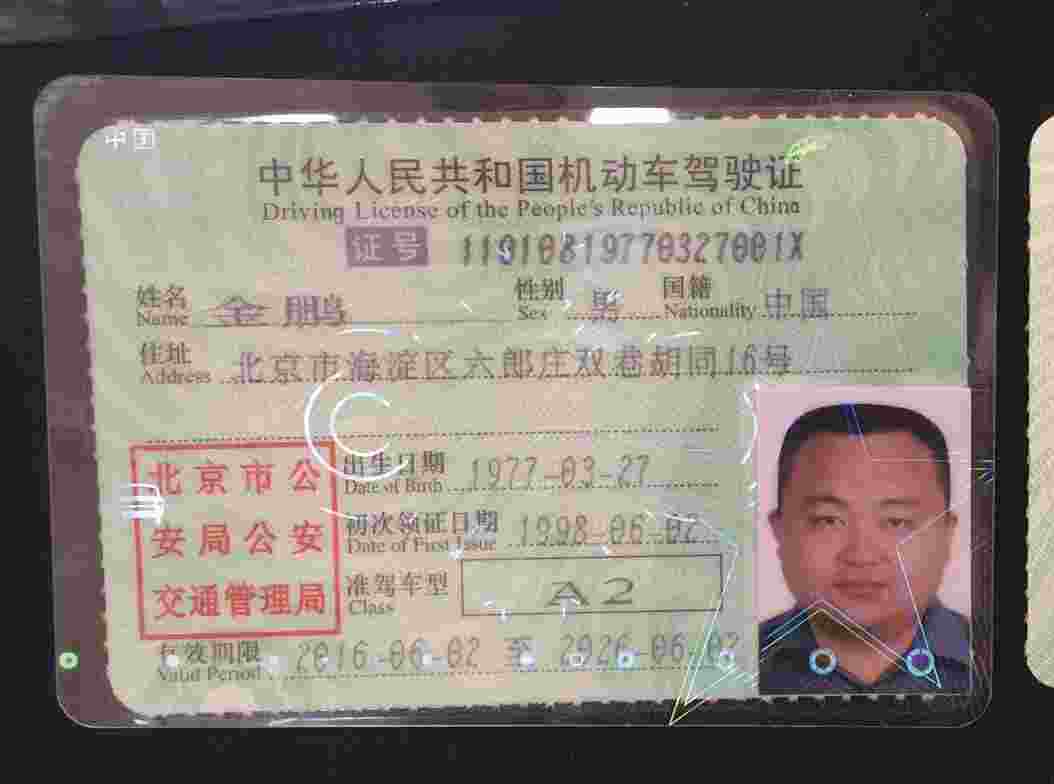 中国
中华人民共和国机动车驾驶证
Driving License of the People's Republic of China
证号 11010819770327001X
姓名 金鹏 性别 男 国籍 中国
Name Sex Nationality
住址 北京市海淀区六郎庄双巷胡同16号
Address
北京市公
安局公安
交通管理局
出生日期 1977-03-27
Date of Birth
初次领证日期 1998-06-02
Date of First Issue
准驾车型 A2
Class
有效期限 2016-06-02 至 2026-06-02
Valid Period